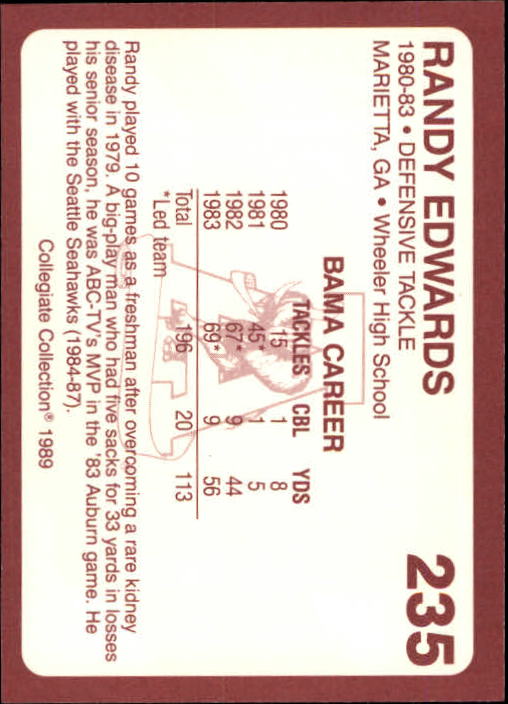 RANDY EDWARDS 235
1980-83 • DEFENSIVE TACKLE
MARIETTA, GA • Wheeler High School
BAMA CAREER
TACKLES CBL YDS
1980 15 1 8
1981 45* 1 5
1982 67* 9 44
1983 69* 9 56
Total 196 20 113
*Led team
Randy played 10 games as a freshman after overcoming a rare kidney
disease in 1979. A big-play man who had five sacks for 33 yards in losses
his senior season, he was ABC-TV's MVP in the '83 Auburn game. He
played with the Seattle Seahawks (1984-87).
Collegiate Collection® 1989